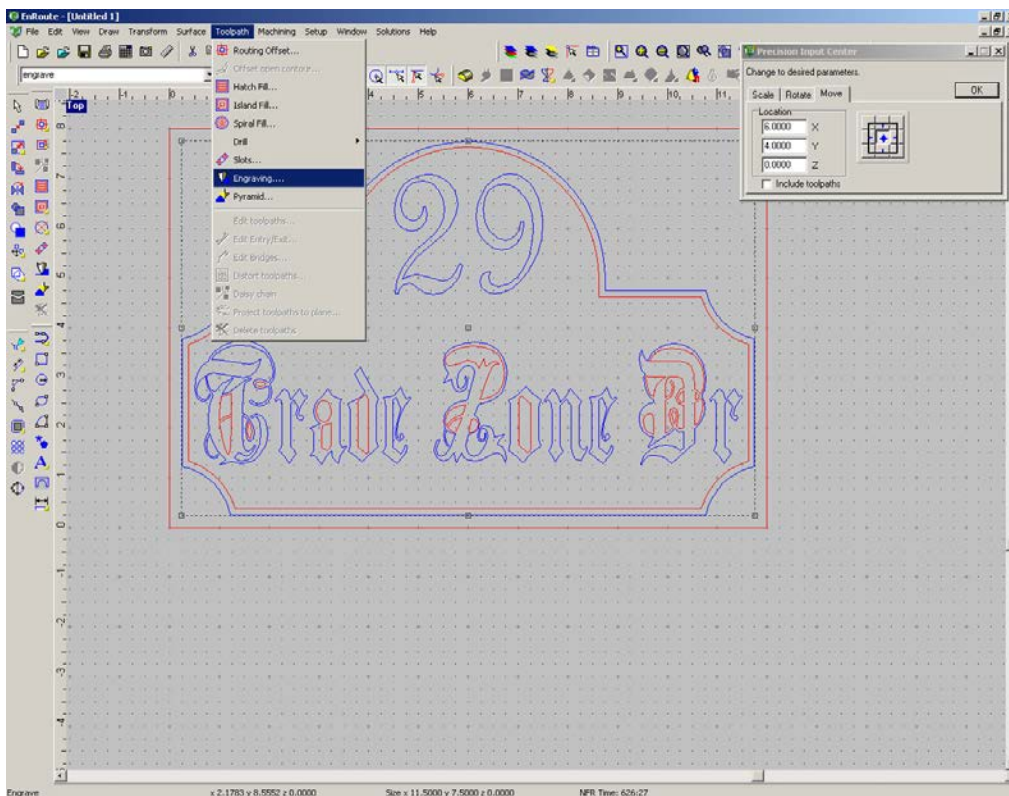 EnRoute - [Untitled 1]
File Edit View Draw Transform Surface Toolpath Machining Setup Window Solutions Help
engrave
Top
Routing Offset...
Offset open contour...
Hatch Fill...
Island Fill...
Spiral Fill...
Drill
Slots...
Engraving....
Pyramid...
Edit toolpaths...
Edit Entry/Exit...
Edit Bridges...
Distort toolpaths...
Daisy chain
Project toolpaths to plane...
Delete toolpaths
Precision Input Center
Change to desired parameters.
OK
Scale Rotate Move
Location
6.0000 X
4.0000 Y
0.0000 Z
Include toolpaths
29
Trade Zone Dr
Engrave
x 2.1783 y 8.5552 z 0.0000
Size x 11.5000 y 7.5000 z 0.0000
NFR Time: 626:27